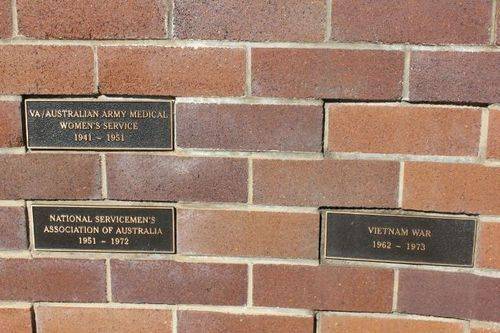 VA/AUSTRALIAN ARMY MEDICAL
WOMEN'S SERVICE
1941 - 1951
NATIONAL SERVICEMEN'S
ASSOCIATION OF AUSTRALIA
1951 - 1972
VIETNAM WAR
1962 - 1973